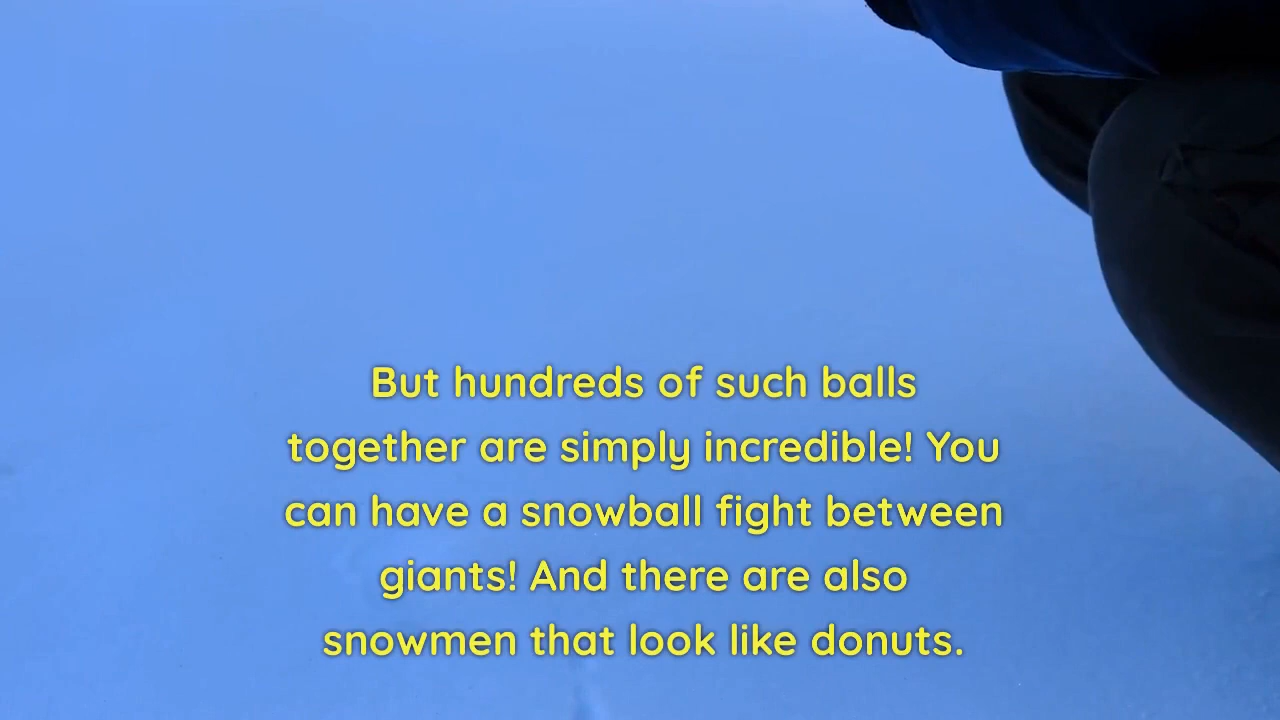 But hundreds of such balls
together are simply incredible! You
can have a snowball fight between
giants! And there are also
snowmen that look like donuts.